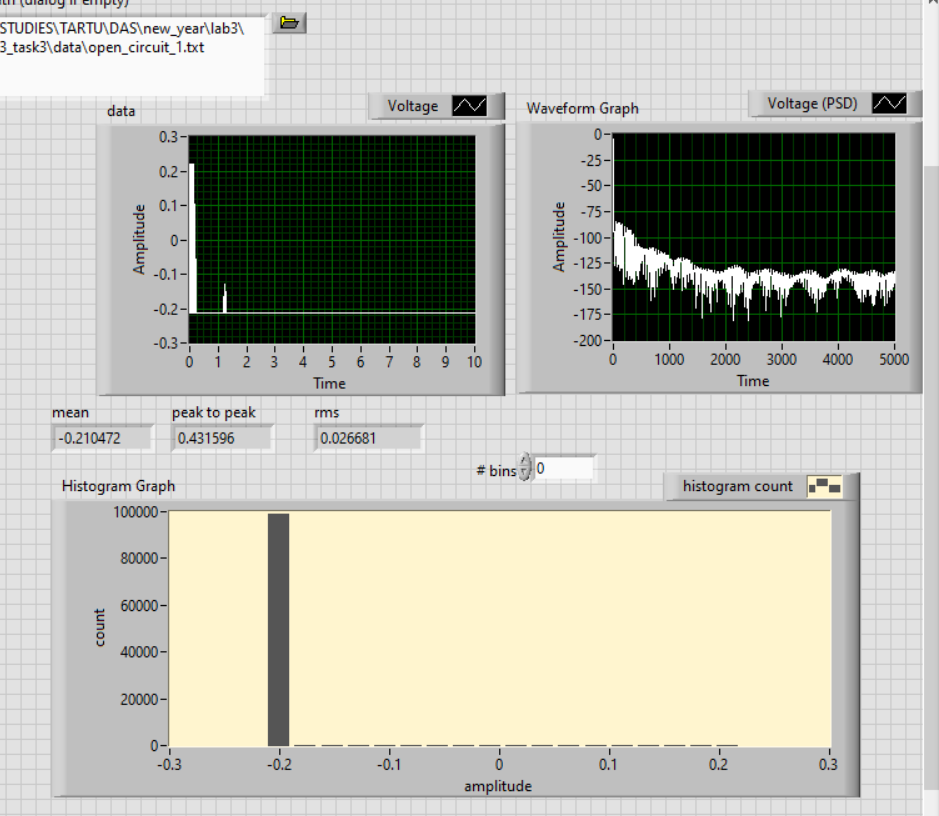 th (dialog if empty)
STUDIES\TARTU\DAS\new_year\lab3\
3_task3\data\open_circuit_1.txt
data
Voltage
Amplitude
0.3
0.2
0.1
0
-0.1
-0.2
-0.3
0 1 2 3 4 5 6 7 8 9 10
Time
Waveform Graph
Voltage (PSD)
Amplitude
0
-25
-50
-75
-100
-125
-150
-175
-200
0 1000 2000 3000 4000 5000
Time
mean
-0.210472
peak to peak
0.431596
rms
0.026681
# bins 0
Histogram Graph
histogram count
count
100000
80000
60000
40000
20000
0
-0.3 -0.2 -0.1 0 0.1 0.2 0.3
amplitude